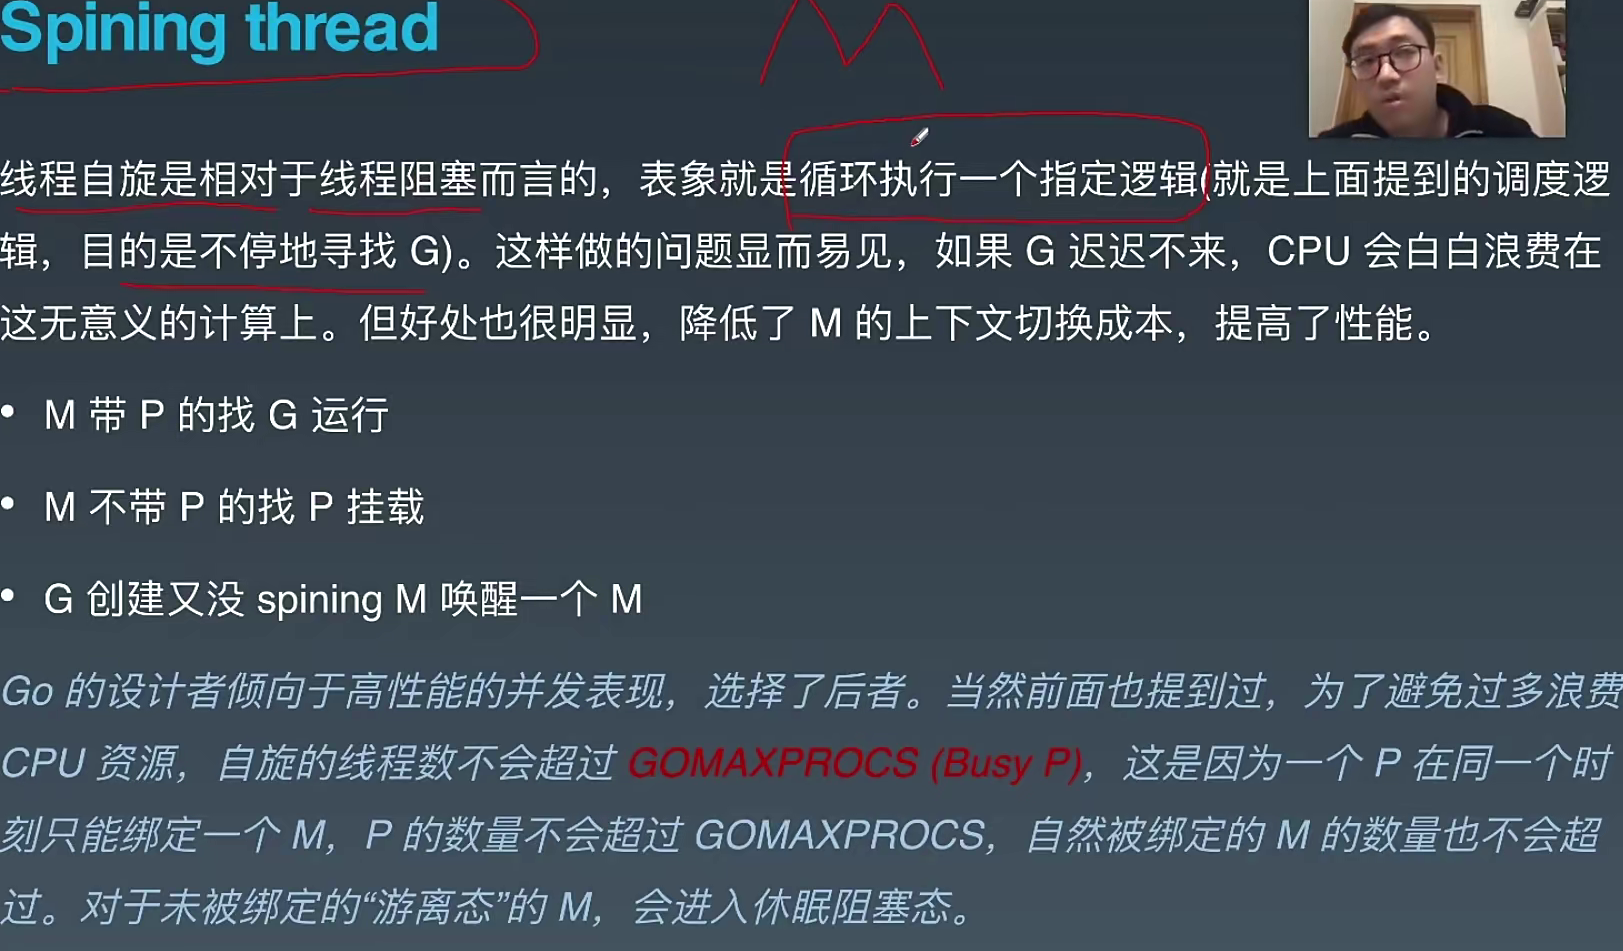 Spining thread
线程自旋是相对于线程阻塞而言的，表象就是循环执行一个指定逻辑(就是上面提到的调度逻
辑，目的是不停地寻找 G)。这样做的问题显而易见，如果 G 迟迟不来，CPU 会白白浪费在
这无意义的计算上。但好处也很明显，降低了 M 的上下文切换成本，提高了性能。
• M 带 P 的找 G 运行
• M 不带 P 的找 P 挂载
• G 创建又没 spining M 唤醒一个 M
Go 的设计者倾向于高性能的并发表现，选择了后者。当然前面也提到过，为了避免过多浪费
CPU 资源，自旋的线程数不会超过 GOMAXPROCS (Busy P)，这是因为一个 P 在同一个时
刻只能绑定一个 M，P 的数量不会超过 GOMAXPROCS，自然被绑定的 M 的数量也不会超
过。对于未被绑定的“游离态”的 M，会进入休眠阻塞态。